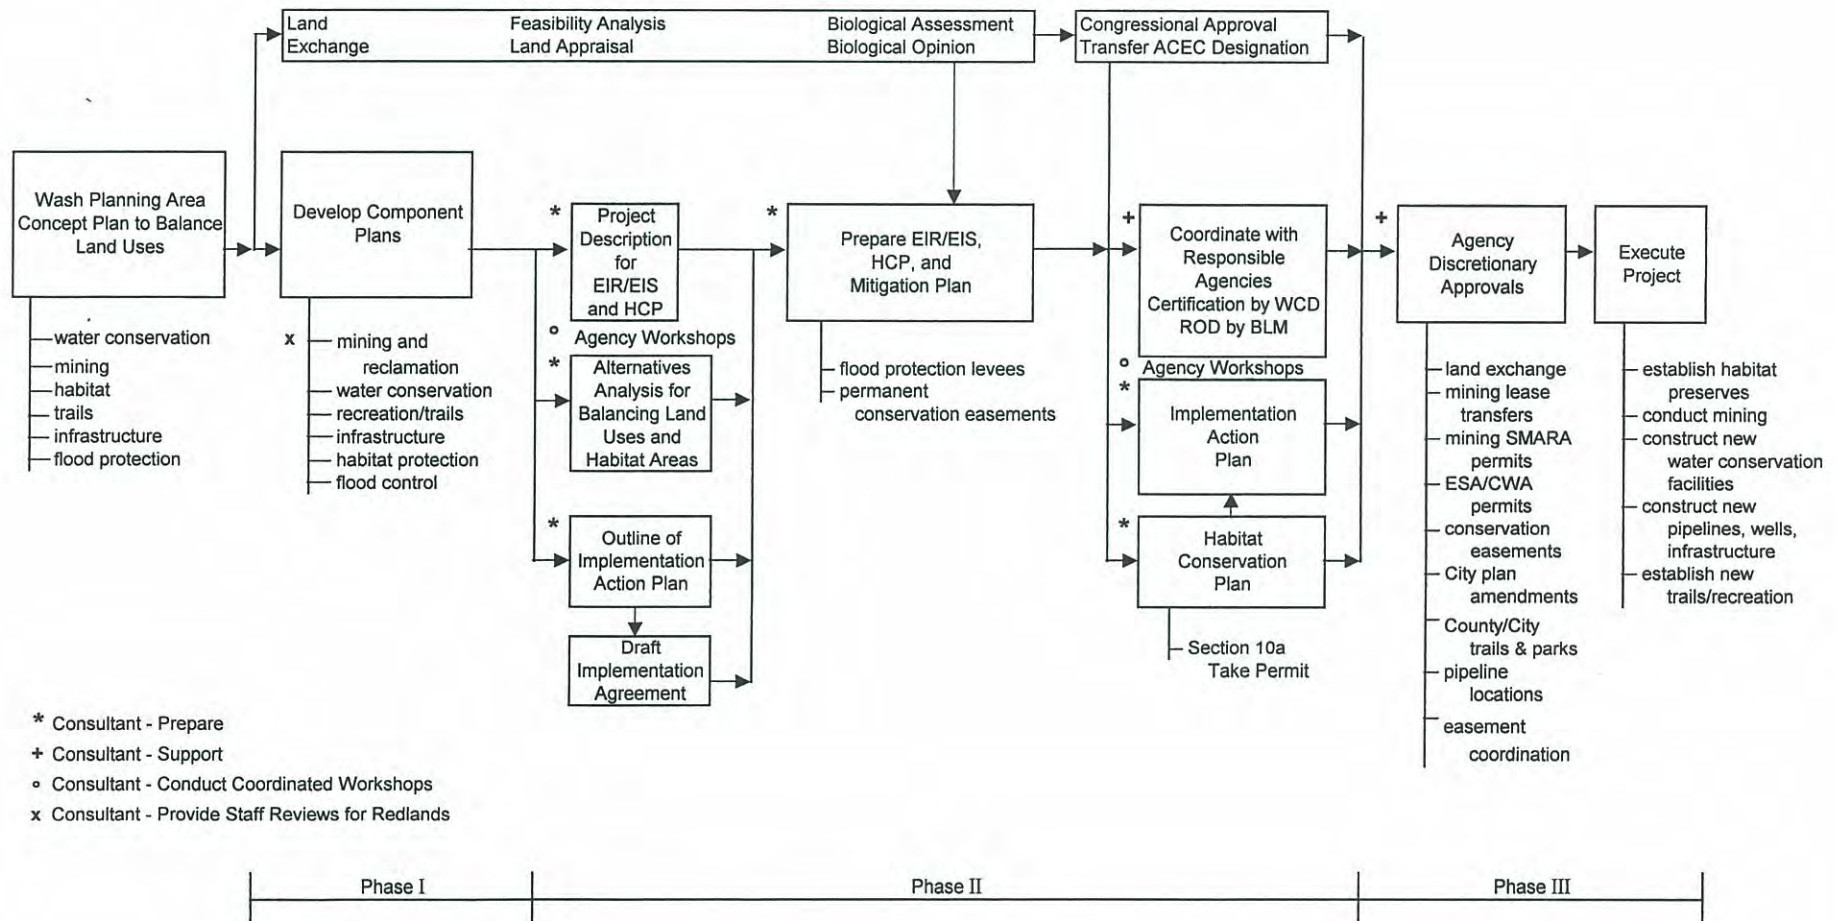 Land Exchange
Feasibility Analysis
Land Appraisal
Biological Assessment
Biological Opinion
Congressional Approval
Transfer ACEC Designation
Wash Planning Area
Concept Plan to Balance
Land Uses
water conservation
mining
habitat
trails
infrastructure
flood protection
Develop Component
Plans
x
mining and
reclamation
water conservation
recreation/trails
infrastructure
habitat protection
flood control
*
Project
Description
for
EIR/EIS
and HCP
° Agency Workshops
*
Alternatives
Analysis for
Balancing Land
Uses and
Habitat Areas
*
Outline of
Implementation
Action Plan
Draft
Implementation
Agreement
*
Prepare EIR/EIS,
HCP, and
Mitigation Plan
flood protection levees
permanent
conservation easements
+
Coordinate with
Responsible
Agencies
Certification by WCD
ROD by BLM
° Agency Workshops
*
Implementation
Action
Plan
*
Habitat
Conservation
Plan
Section 10a
Take Permit
+
Agency
Discretionary
Approvals
land exchange
mining lease
transfers
mining SMARA
permits
ESA/CWA
permits
conservation
easements
City plan
amendments
County/City
trails & parks
pipeline
locations
easement
coordination
Execute
Project
establish habitat
preserves
conduct mining
construct new
water conservation
facilities
construct new
pipelines, wells,
infrastructure
establish new
trails/recreation
* Consultant - Prepare
+ Consultant - Support
° Consultant - Conduct Coordinated Workshops
x Consultant - Provide Staff Reviews for Redlands
Phase I
Phase II
Phase III